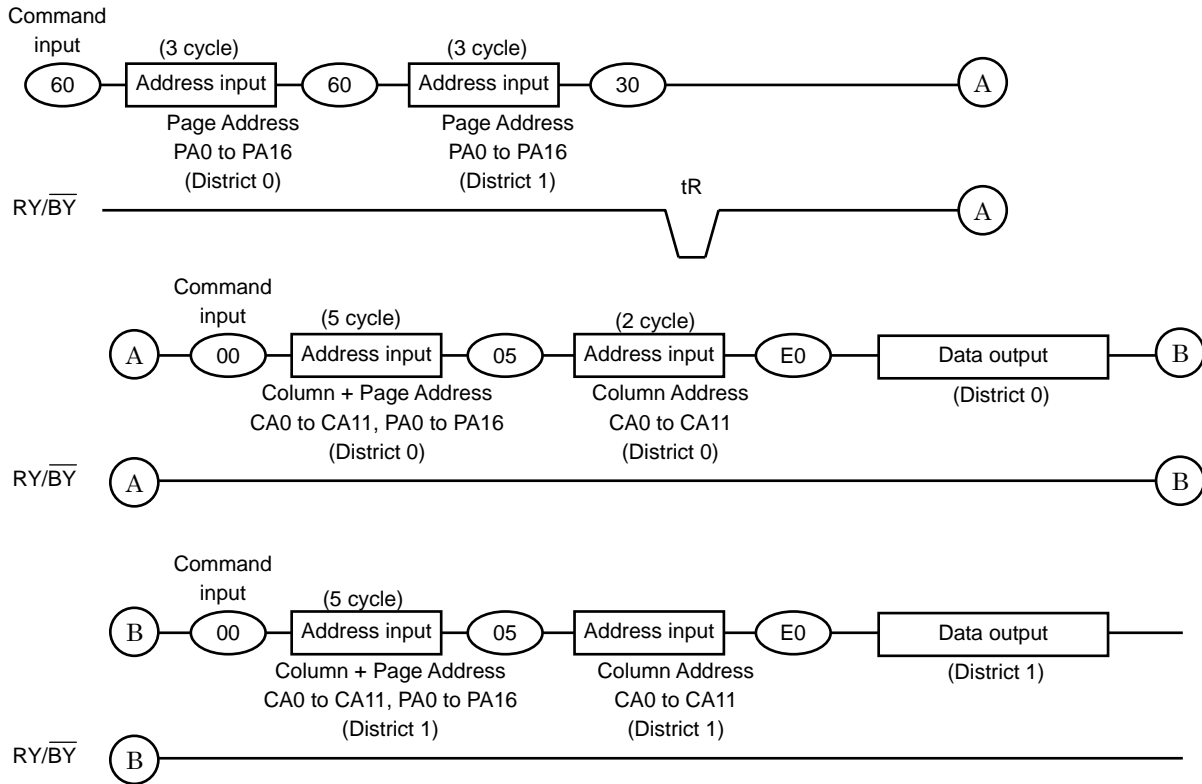 Command
input
(3 cycle)
(3 cycle)
60
Address input
60
Address input
30
A
Page Address
PA0 to PA16
(District 0)
Page Address
PA0 to PA16
(District 1)
tR
RY/BY
A
Command
input
(5 cycle)
(2 cycle)
A
00
Address input
05
Address input
E0
Data output
B
Column + Page Address
CA0 to CA11, PA0 to PA16
(District 0)
Column Address
CA0 to CA11
(District 0)
(District 0)
RY/BY
A
B
Command
input
(5 cycle)
B
00
Address input
05
Address input
E0
Data output
Column + Page Address
CA0 to CA11, PA0 to PA16
(District 1)
Column Address
CA0 to CA11
(District 1)
(District 1)
RY/BY
B